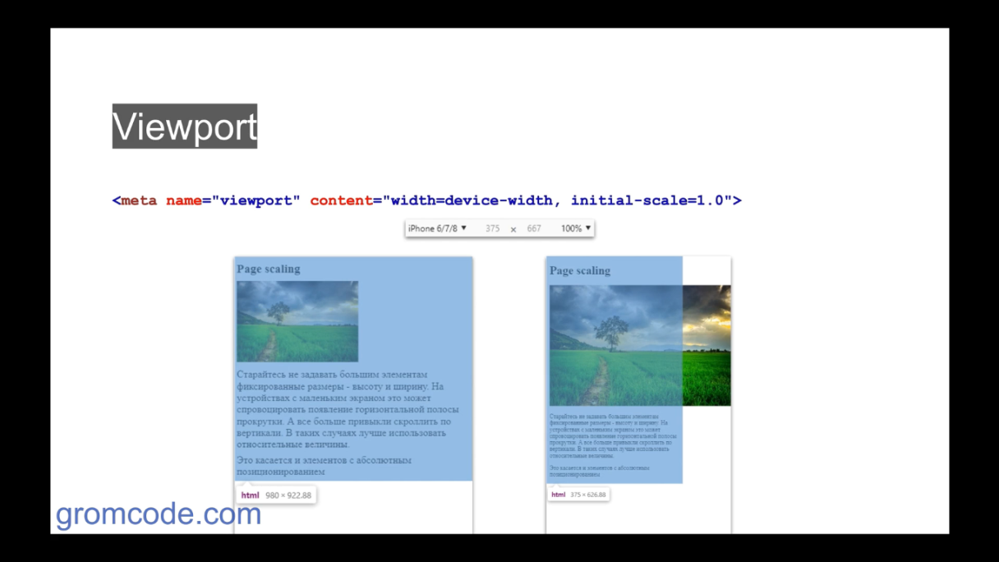 Viewport
<meta name="viewport" content="width=device-width, initial-scale=1.0">
iPhone 6/7/8 ▼ 375 x 667 100% ▼
Page scaling
Старайтесь не задавать большим элементам
фиксированные размеры - высоту и ширину. На
устройствах с маленьким экраном это может
спровоцировать появление горизонтальной полосы
прокрутки. А все больше привыкли скроллить по
вертикали. В таких случаях лучше использовать
относительные величины.
Это касается и элементов с абсолютным
позиционированием
html 980 × 922.88
Page scaling
Старайтесь не задавать большим элементам
фиксированные размеры - высоту и ширину. На
устройствах с маленьким экраном это может
спровоцировать появление горизонтальной полосы
прокрутки. А все больше привыкли скроллить по
вертикали. В таких случаях лучше использовать
относительные величины.
Это касается и элементов с абсолютным
позиционированием
html 375 × 626.88
gromcode.com